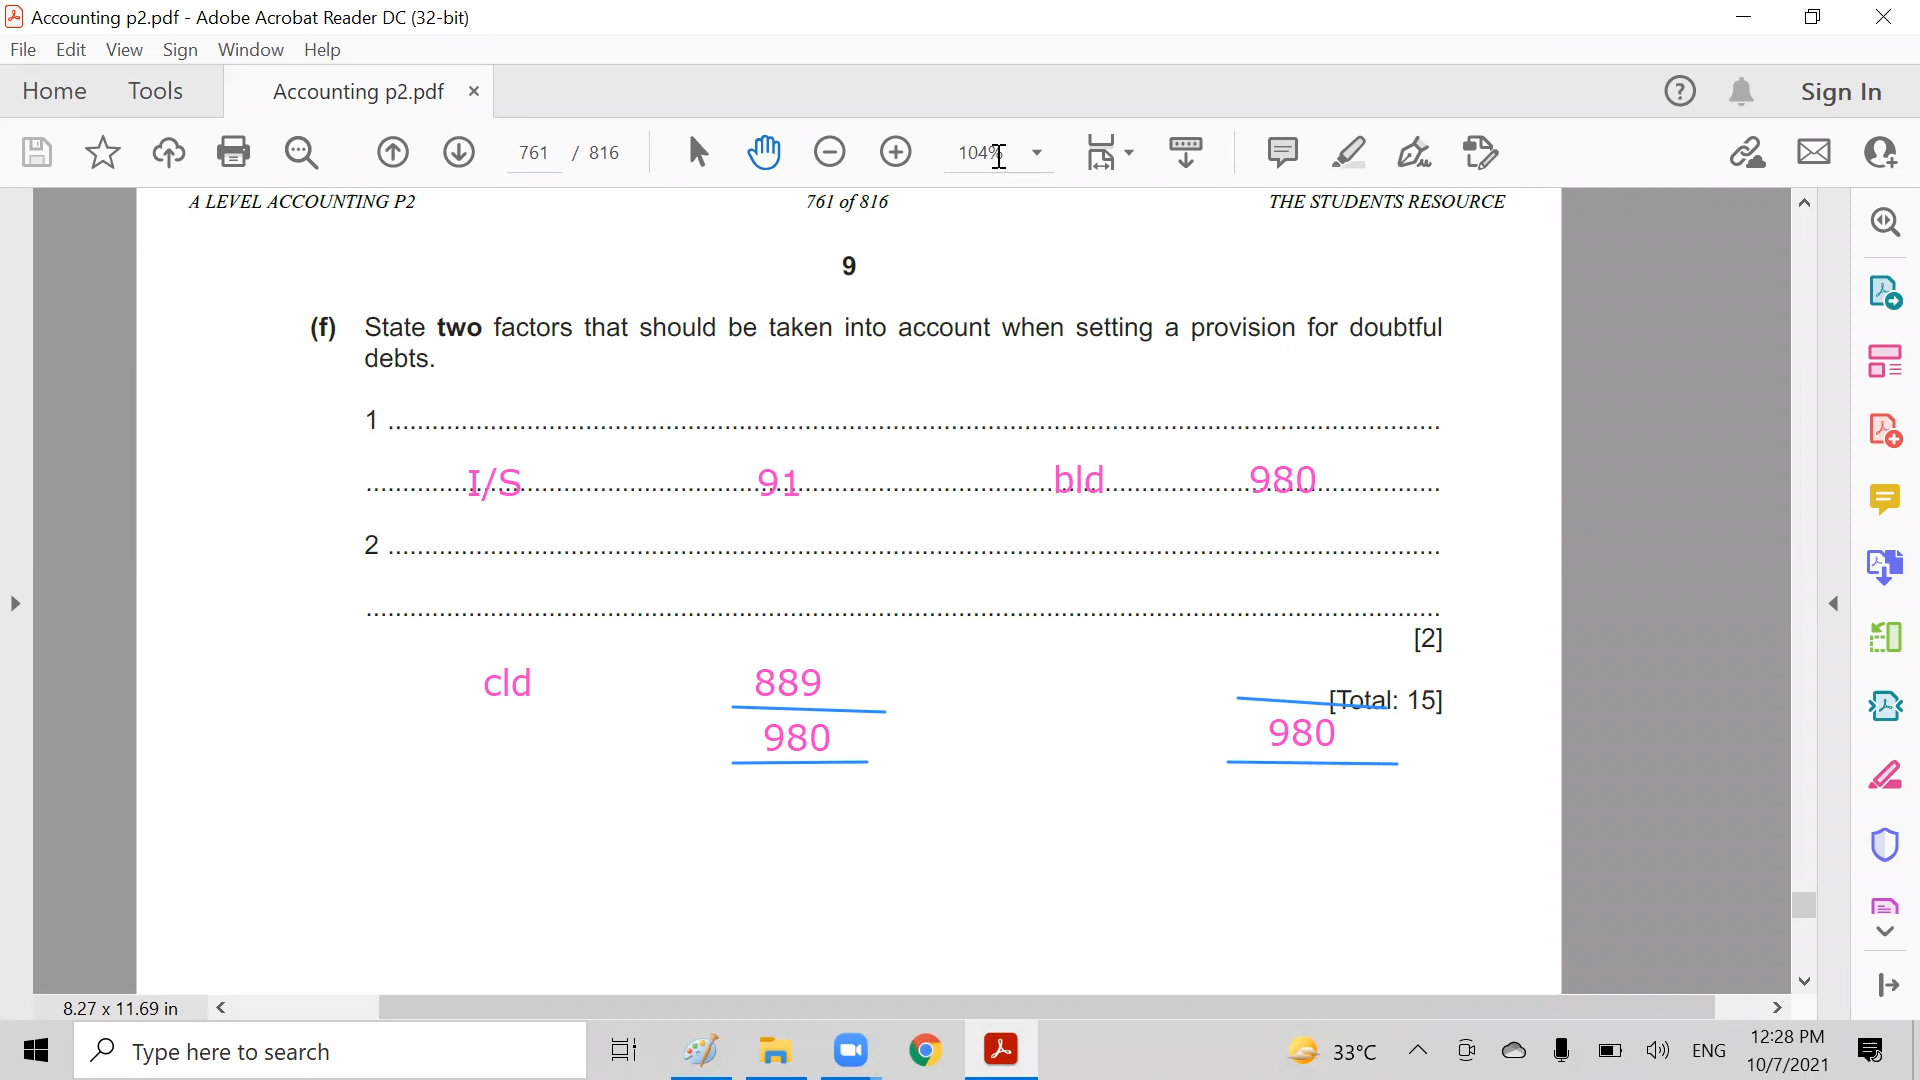 Accounting p2.pdf - Adobe Acrobat Reader DC (32-bit)
File Edit View Sign Window Help
Home Tools Accounting p2.pdf × Sign In
761 / 816 104%
A LEVEL ACCOUNTING P2 761 of 816 THE STUDENTS RESOURCE
9
(f) State two factors that should be taken into account when setting a provision for doubtful
debts.
1 ........................................................................
I/S 91 bld 980
2 ........................................................................
........................................................................
[2]
cld 889
[Total: 15]
980 980
8.27 x 11.69 in
Type here to search 33°C ENG 12:28 PM
10/7/2021